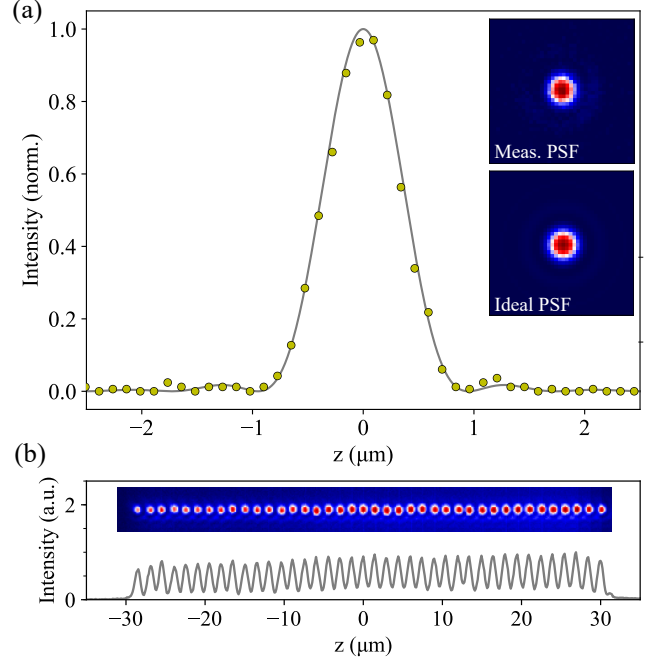 (a)
1.0
0.8
0.6
0.4
0.2
0.0
Intensity (norm.)
Meas. PSF
Ideal PSF
−2
−1
0
1
2
z (μm)
(b)
Intensity (a.u.)
2
0
−30
−20
−10
0
10
20
30
z (μm)